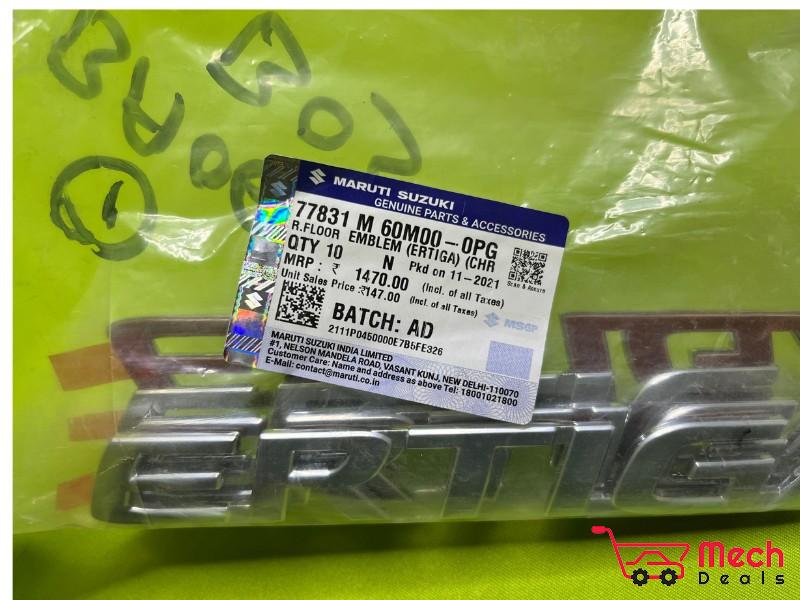 MARUTI SUZUKI
GENUINE PARTS & ACCESSORIES
77831 M 60M00-0PG
R.FLOOR EMBLEM (ERTIGA) (CHR
QTY 10 N Pkd on 11-2021
MRP: ₹ 1470.00 (Incl. of all Taxes)
Unit Sales Price :₹147.00 (Incl. of all Taxes)
Scan & Assure
BATCH: AD
MSGP
2111P0450000E7B5FE326
MARUTI SUZUKI INDIA LIMITED
#1, NELSON MANDELA ROAD, VASANT KUNJ, NEW DELHI-110070
Customer Care: Name and address as above Tel: 18001021800
E-Mail: contact@maruti.co.in
ERTIGA
Mech
Deals